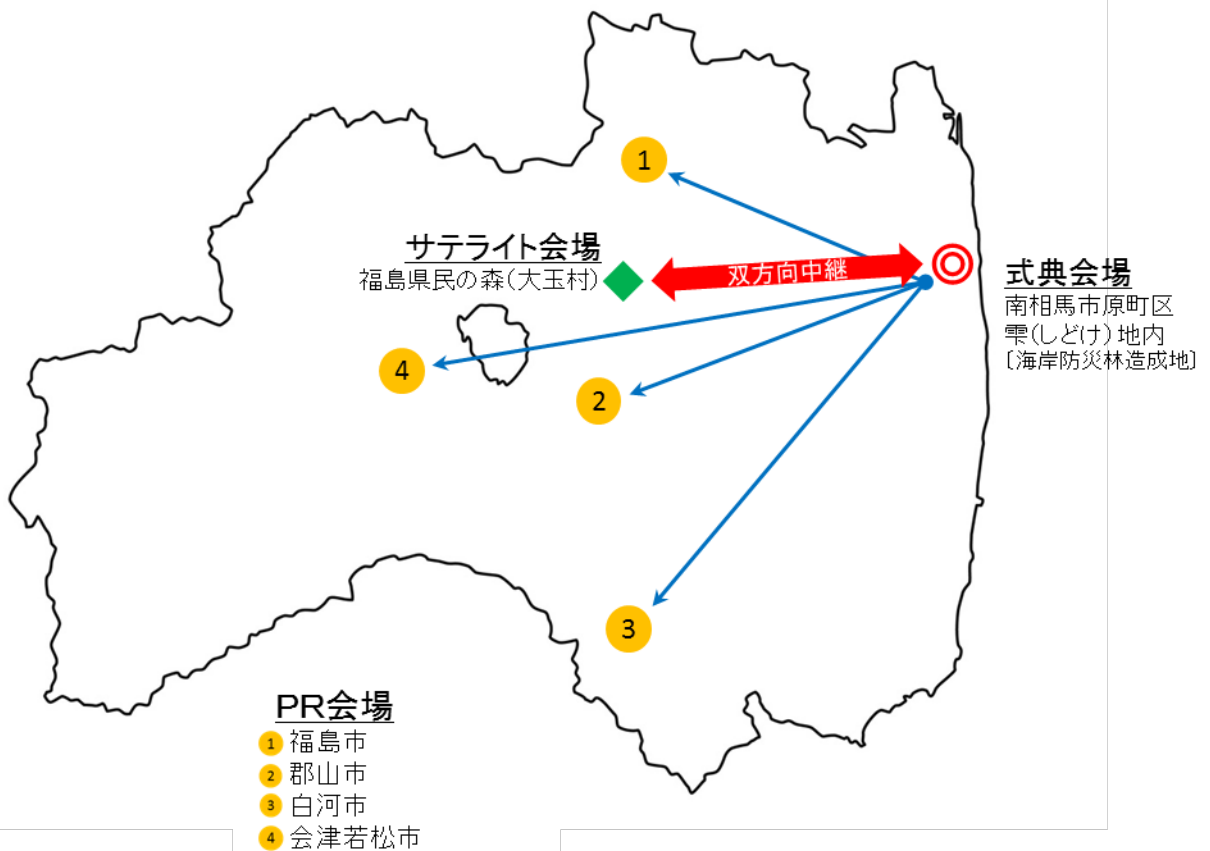 1
サテライト会場
福島県民の森(大玉村)
双方向中継
式典会場
南相馬市原町区
雫(しどけ)地内
〔海岸防災林造成地〕
4
2
3
PR会場
1 福島市
2 郡山市
3 白河市
4 会津若松市